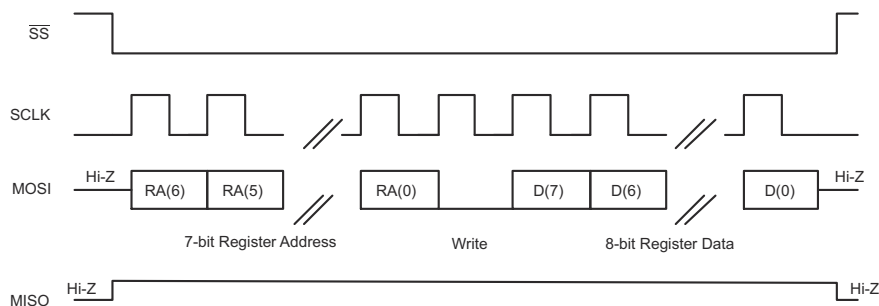 SS
SCLK
MOSI Hi-Z RA(6) RA(5) RA(0) D(7) D(6) D(0) Hi-Z
7-bit Register Address Write 8-bit Register Data
MISO Hi-Z Hi-Z